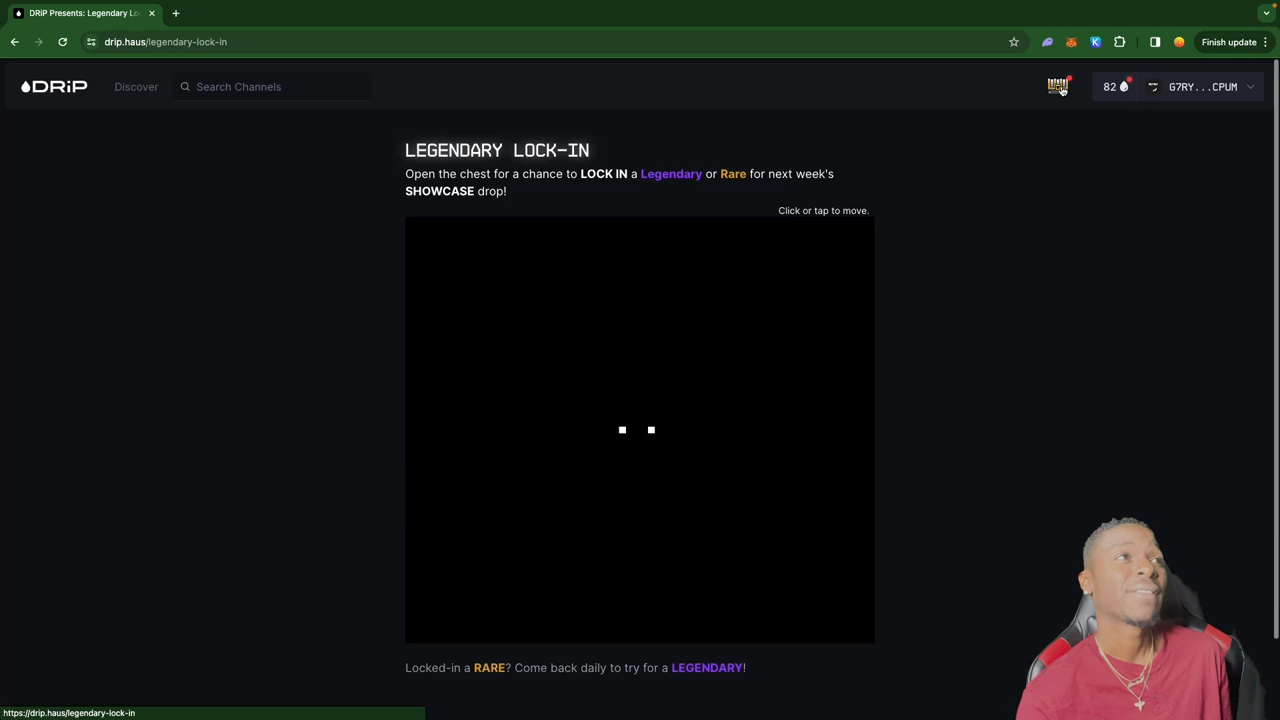 DRiP Presents: Legendary Lo
Finish update
drip.haus/legendary-lock-in
DRiP
Discover
Search Channels
82
G7RY...CPUM
LEGENDARY LOCK-IN
Open the chest for a chance to LOCK IN a Legendary or Rare for next week's
SHOWCASE drop!
Click or tap to move.
Locked-in a RARE? Come back daily to try for a LEGENDARY!
https://drip.haus/legendary-lock-in